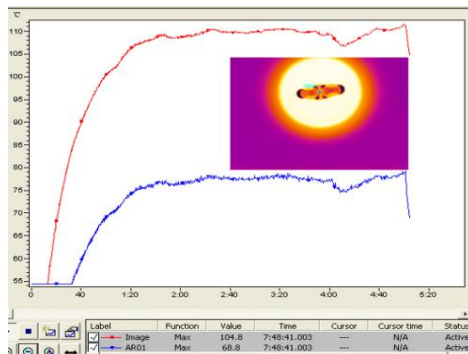 °C
110
105
100
95
90
85
80
75
70
65
60
55
0 40 1:20 2:00 2:40 3:20 4:00 4:40 5:20
Label Function Value Time Cursor Cursor time Status
Image Max 104.8 7:48:41.003 --- N/A Active
AR01 Max 68.8 7:48:41.003 --- N/A Active